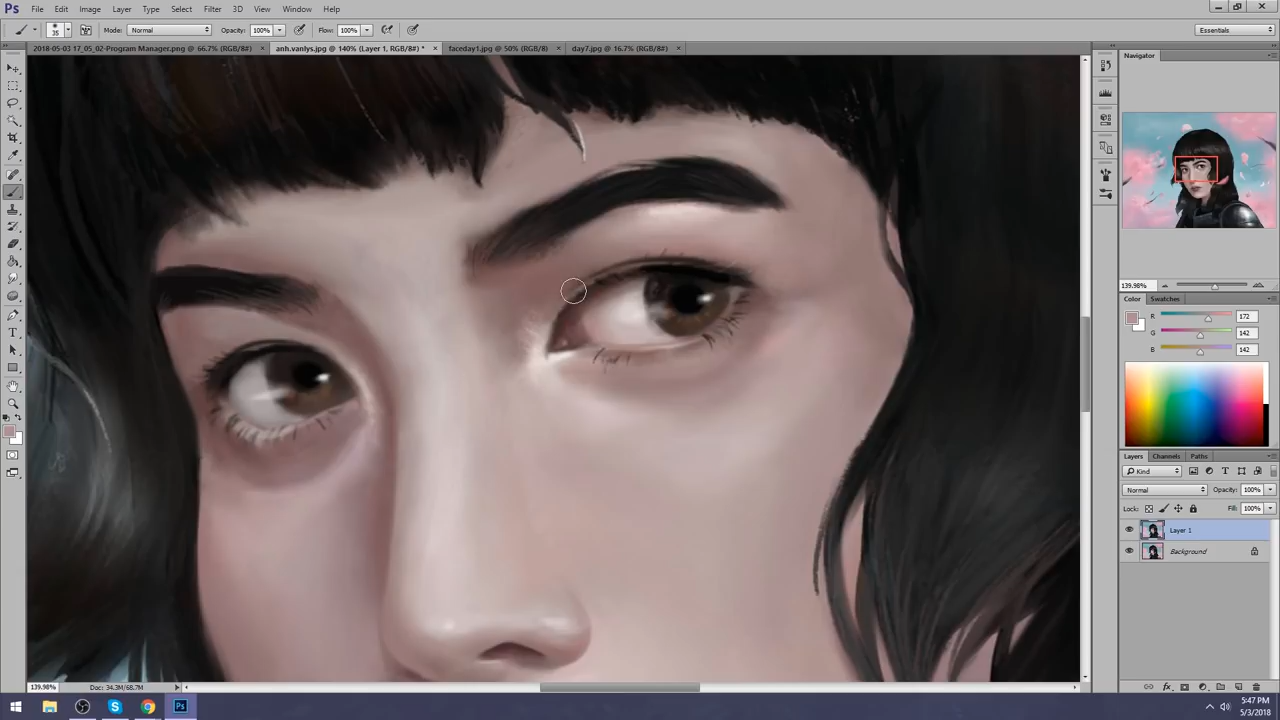 Ps File Edit Image Layer Type Select Filter 3D View Window Help
35 Mode: Normal Opacity: 100% Flow: 100% Essentials
2018-05-03 17_05_02-Program Manager.png @ 66.7% (RGB/8#) × anh.vanlys.jpg @ 140% (Layer 1, RGB/8#) * × faceday1.jpg @ 50% (RGB/8) × day7.jpg @ 16.7% (RGB/8#) ×
Navigator
139.98%
Color Swatches
R 172
G 142
B 142
Layers Channels Paths
Kind
Normal Opacity: 100%
Lock: Fill: 100%
Layer 1
Background
139.98% Doc: 34.3M/68.7M
Ps
5:47 PM
5/3/2018